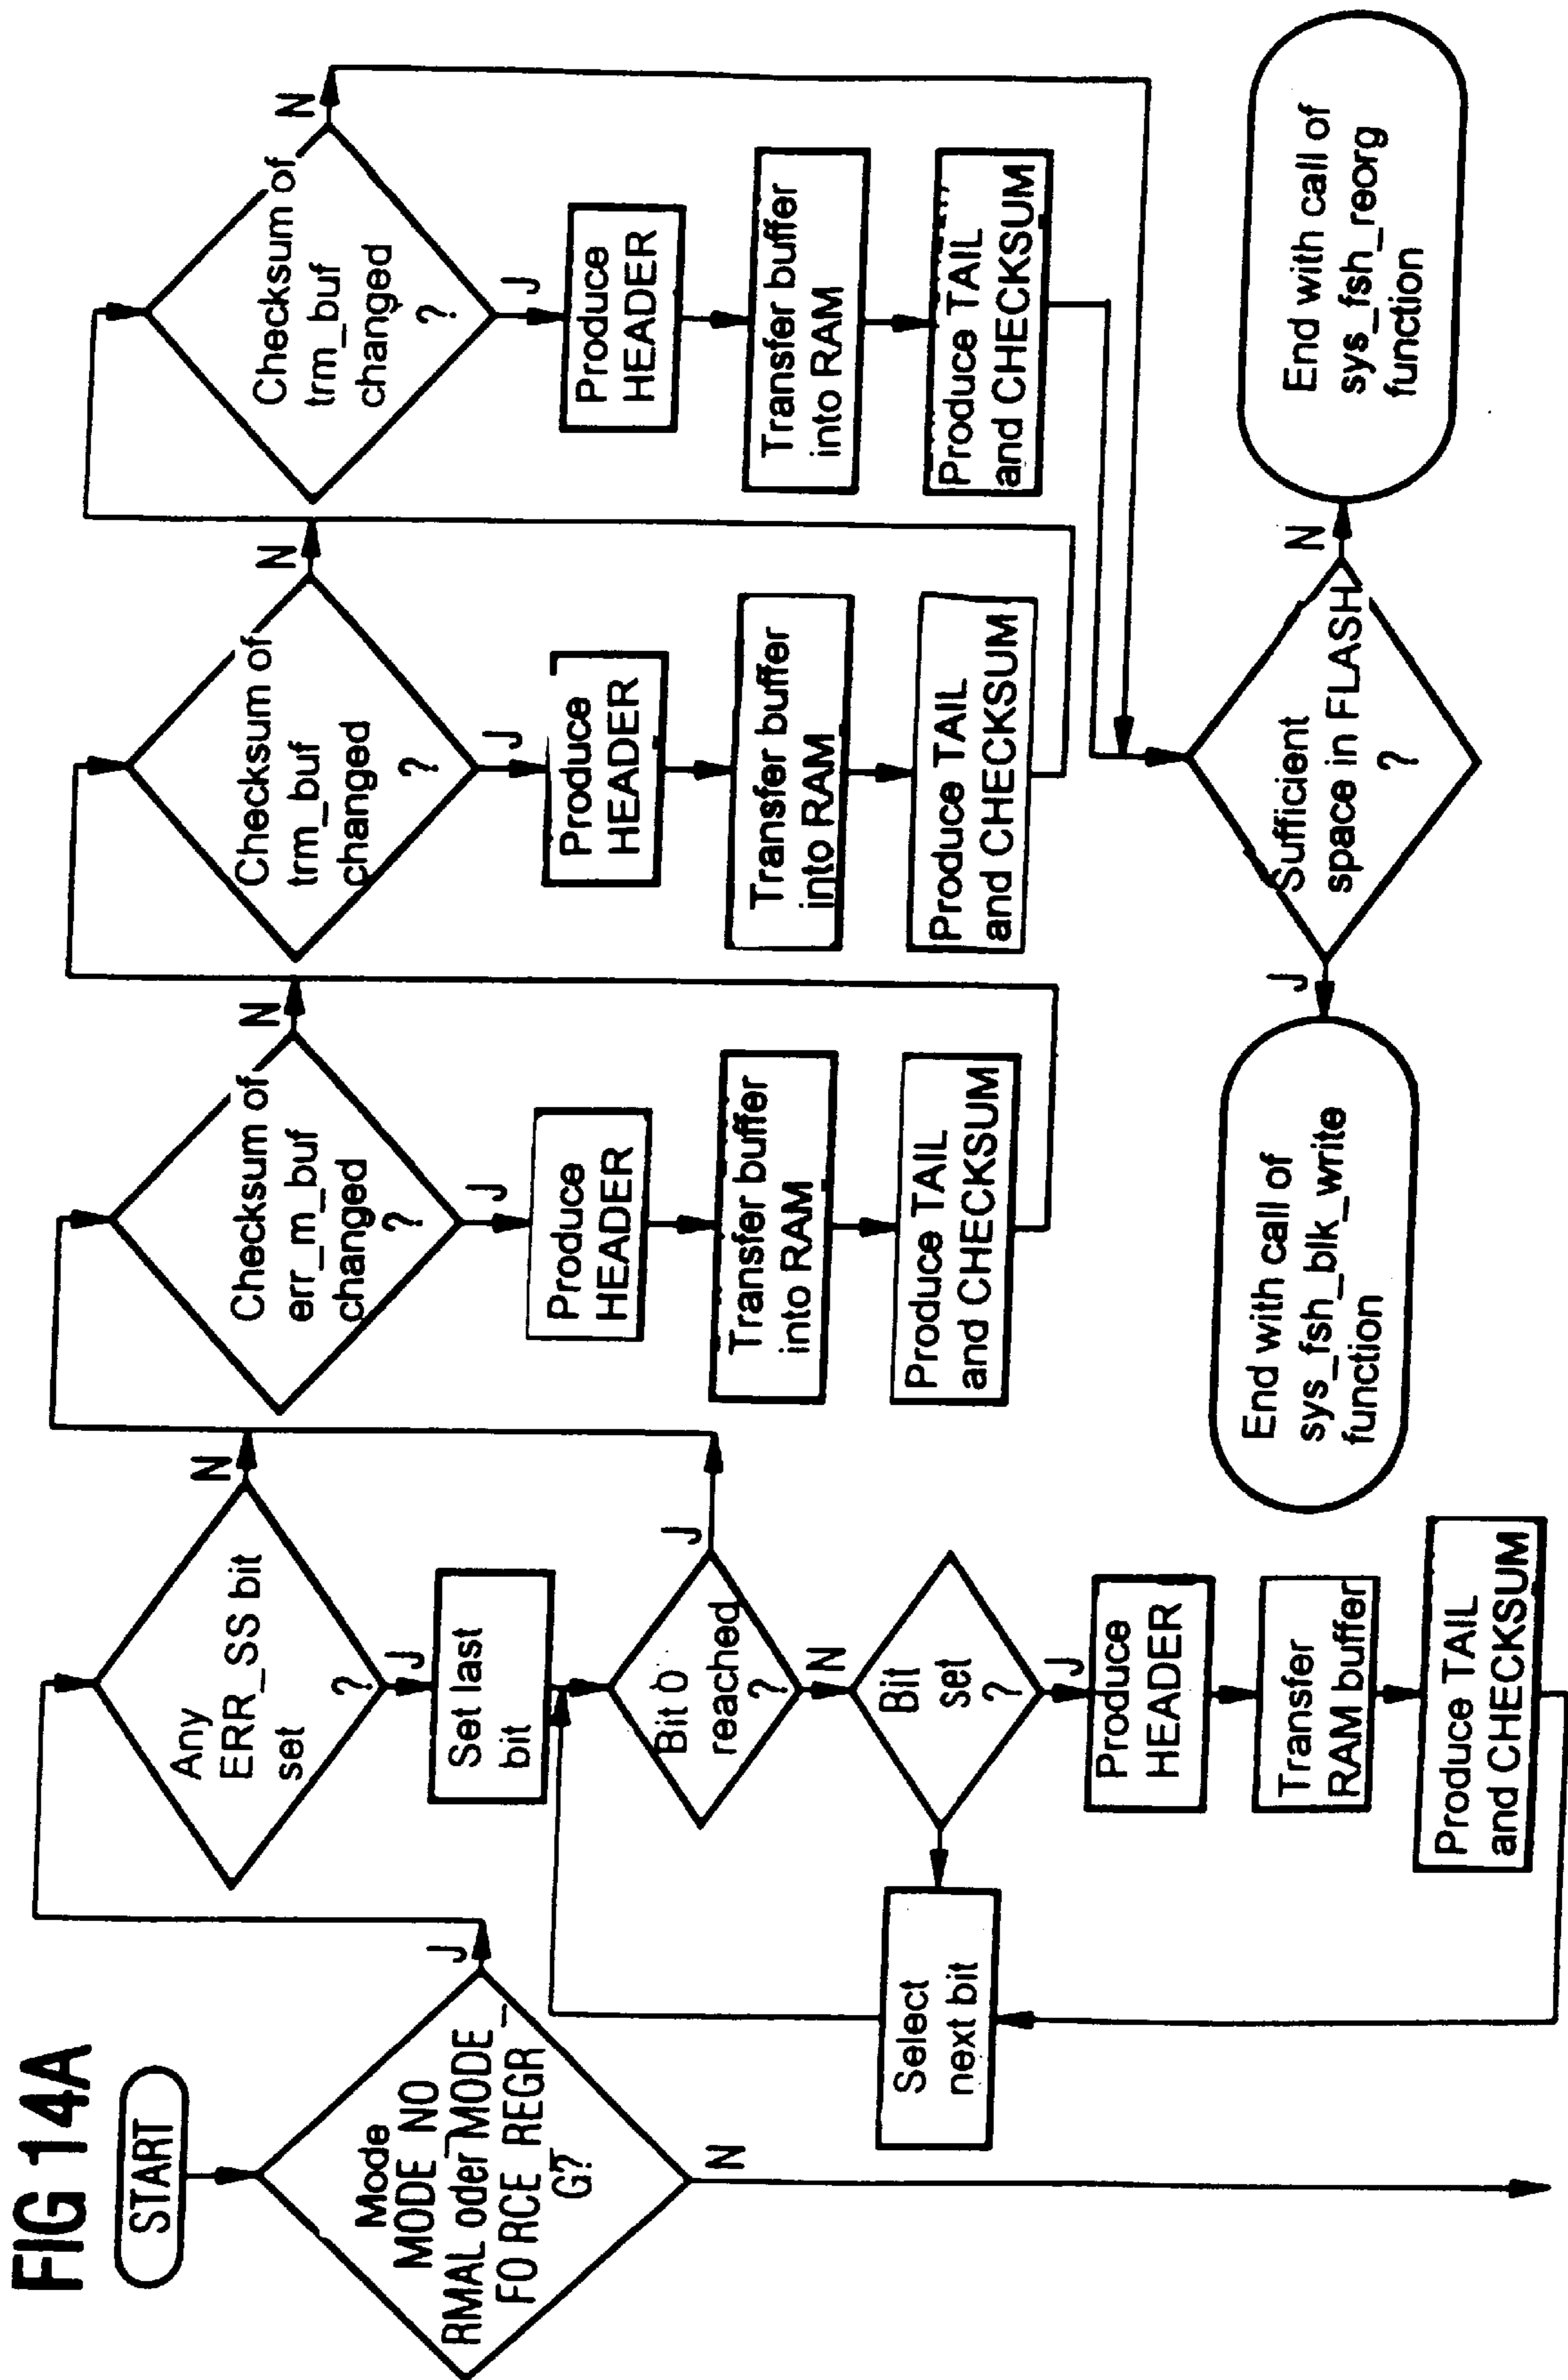 FIG 14A
START
Mode
MODE_NO
RMAL oder MODE_
FO RCE_REGR
G?
J
N
Any
ERR_SS bit
set
?
N
J
Set last
bit
Bit 0
reached
?
J
N
Bit
set
?
J
Select
next bit
Produce
HEADER
Transfer
RAM buffer
Produce TAIL
and CHECKSUM
Checksum of
err_m_buf
changed
?
N
J
Produce
HEADER
Transfer buffer
into RAM
Produce TAIL
and CHECKSUM
Checksum of
trm_buf
changed
?
N
J
Produce
HEADER
Transfer buffer
into RAM
Produce TAIL
and CHECKSUM
Checksum of
trm_buf
changed
?
N
J
Produce
HEADER
Transfer buffer
into RAM
Produce TAIL
and CHECKSUM
Sufficient
space in FLASH
?
J
N
End with call of
sys_fsh_blk_write
function
End with call of
sys_fsh_reorg
function